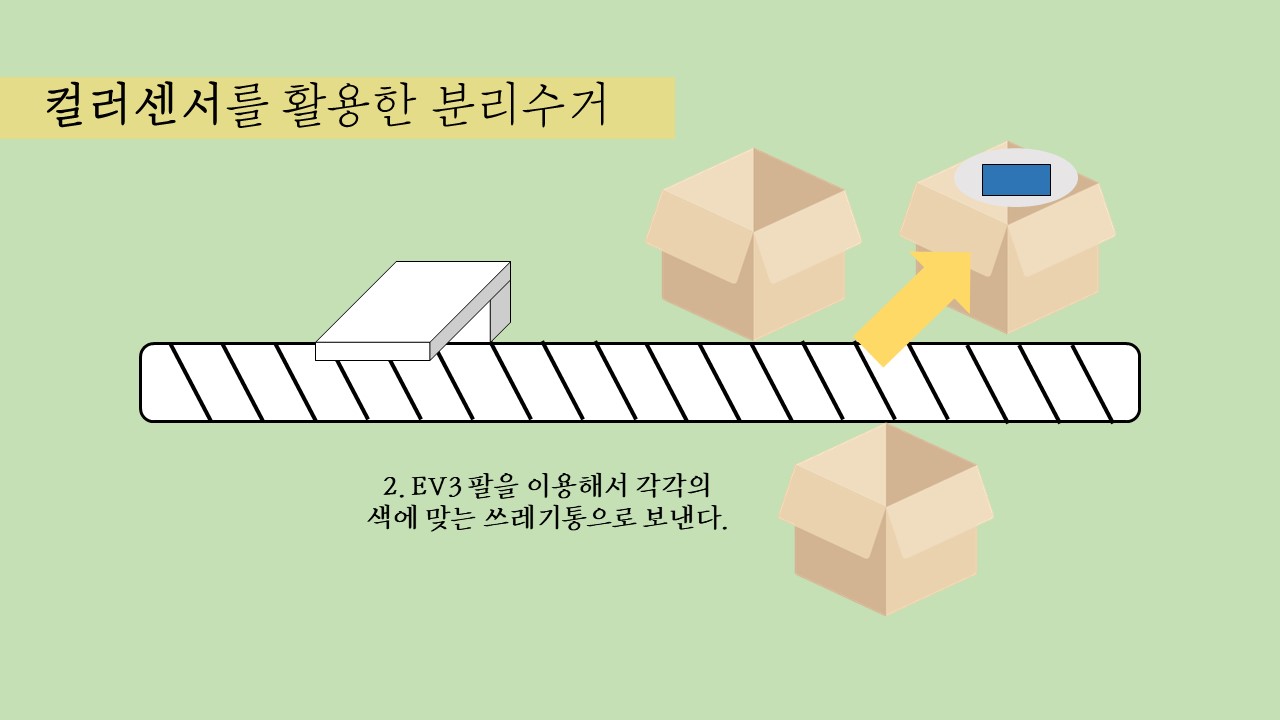 컬러센서를 활용한 분리수거
2. EV3 팔을 이용해서 각각의
색에 맞는 쓰레기통으로 보낸다.